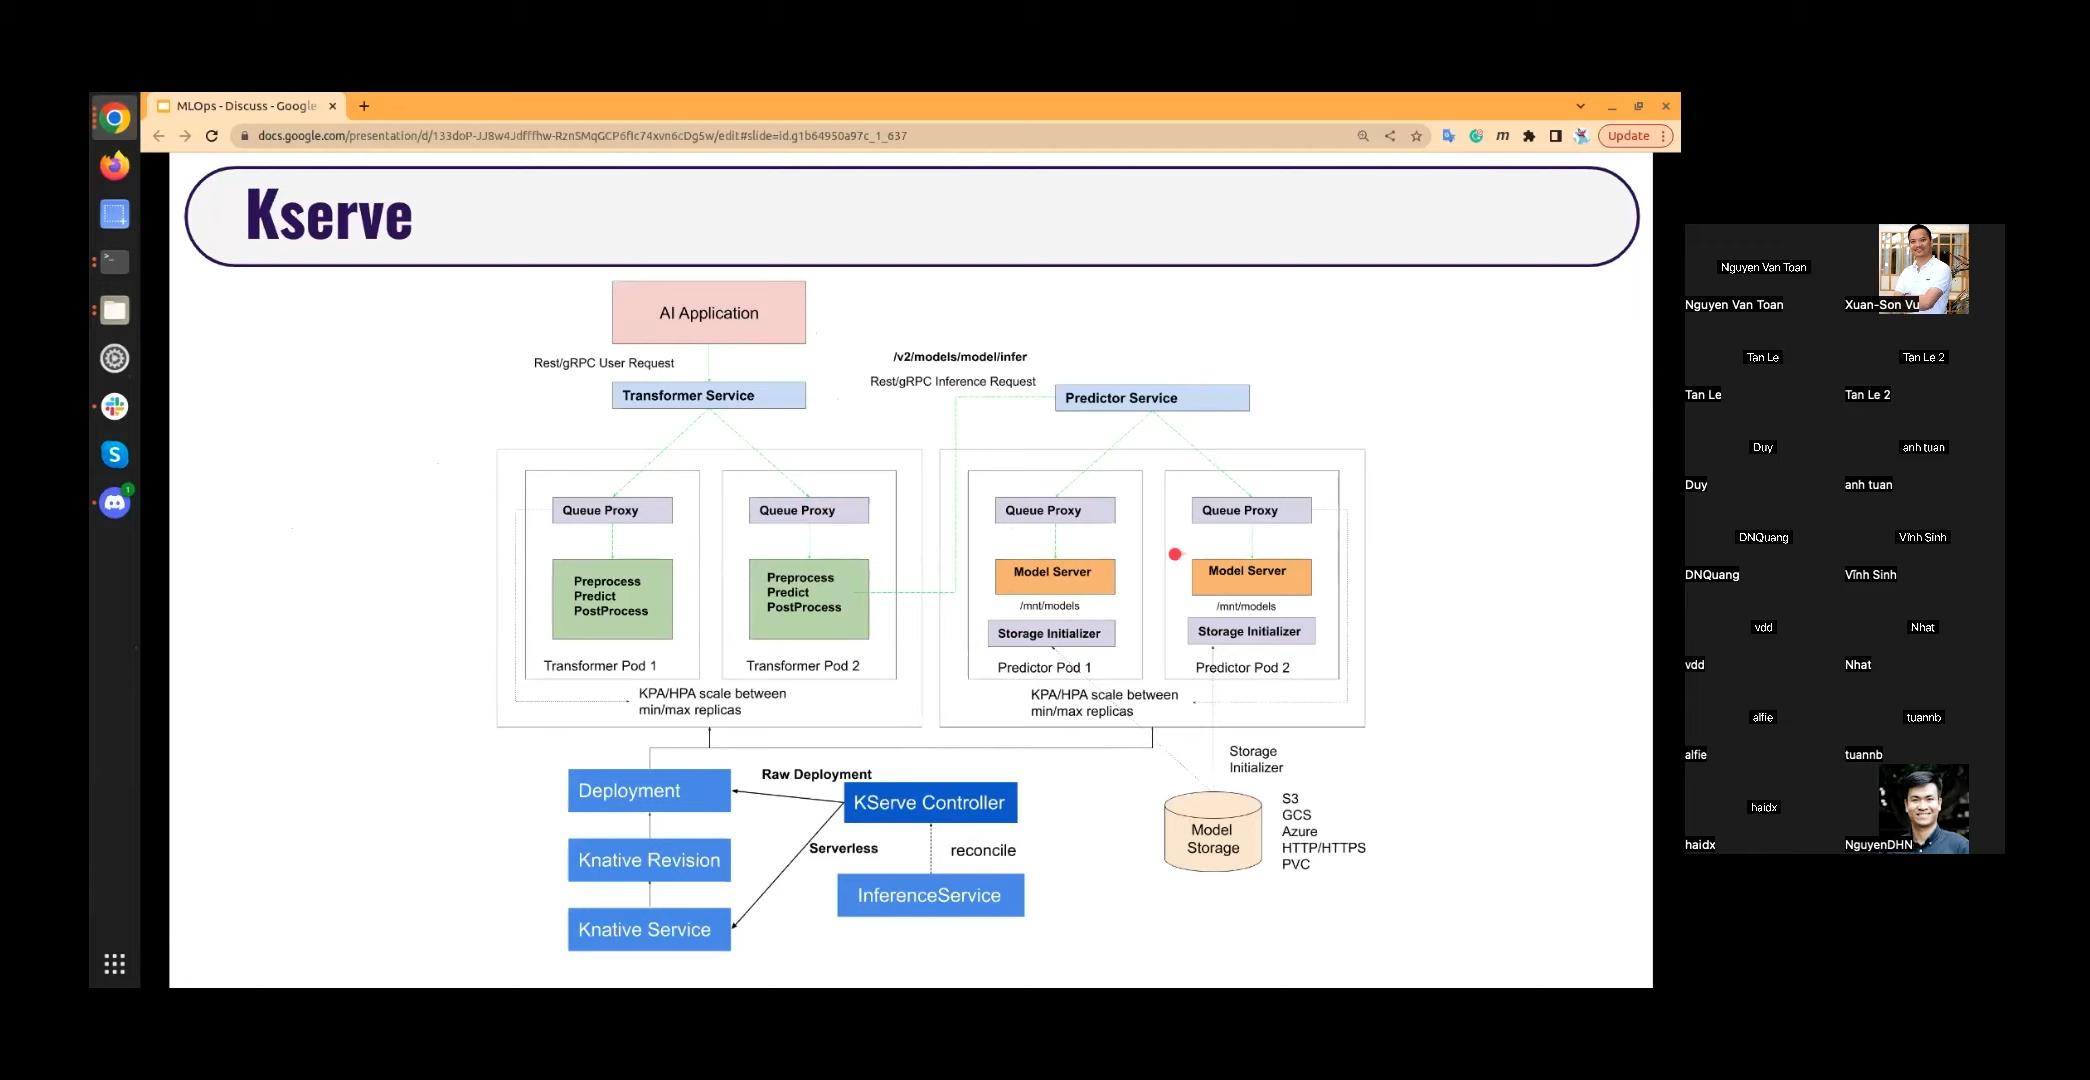 MLOps - Discuss - Google
docs.google.com/presentation/d/133doP-JJ8w4Jdfffhw-RznSMqGCP6fIc74xvn6cDg5w/edit#slide=id.g1b64950a97c_1_637
Update
Kserve
AI Application
Rest/gRPC User Request
/v2/models/model/infer
Rest/gRPC Inference Request
Transformer Service
Predictor Service
Queue Proxy
Queue Proxy
Queue Proxy
Queue Proxy
Preprocess
Predict
PostProcess
Preprocess
Predict
PostProcess
Model Server
/mnt/models
Storage Initializer
Model Server
/mnt/models
Storage Initializer
Transformer Pod 1
Transformer Pod 2
Predictor Pod 1
Predictor Pod 2
KPA/HPA scale between
min/max replicas
KPA/HPA scale between
min/max replicas
Storage
Initializer
Deployment
Raw Deployment
KServe Controller
Knative Revision
Serverless
reconcile
Knative Service
InferenceService
Model
Storage
S3
GCS
Azure
HTTP/HTTPS
PVC
Nguyen Van Toan
Nguyen Van Toan
Xuan-Son Vu
Tan Le
Tan Le 2
Tan Le
Tan Le 2
Duy
anh tuan
Duy
anh tuan
DNQuang
Vĩnh Sinh
DNQuang
Vĩnh Sinh
vdd
Nhat
vdd
Nhat
alfie
tuannb
alfie
tuannb
haidx
haidx
NguyenDHN